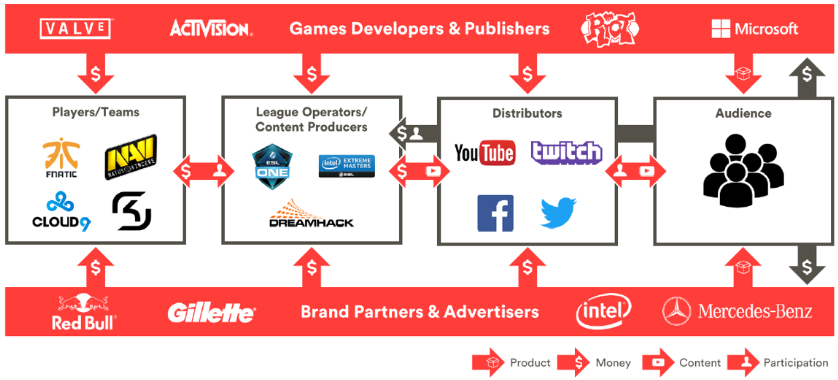 VALVE
ACTIVISION
Games Developers & Publishers
RIOT
Microsoft
$
$
$
$
Players/Teams
League Operators/
Content Producers
Distributors
Audience
FNATIC
NAVI
NATUS VINCERE
CLOUD9
SK
ESL
ONE
intel EXTREME
MASTERS
ESL
DREAMHACK
$
YouTube
twitch
f
$
$
$
$
$
$
Red Bull
Gillette
Brand Partners & Advertisers
intel
Mercedes-Benz
Product
$ Money
Content
Participation